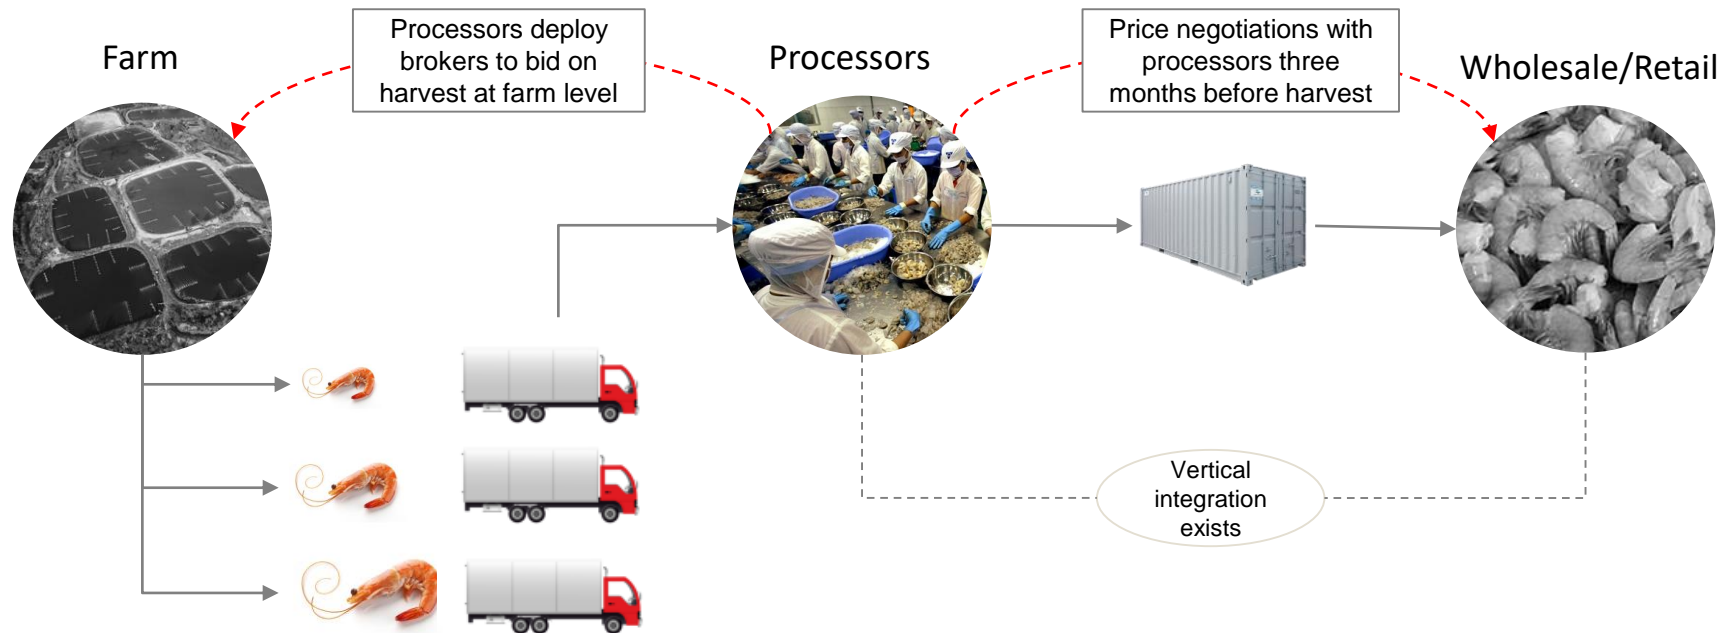 Farm
Processors deploy
brokers to bid on
harvest at farm level
Processors
Price negotiations with
processors three
months before harvest
Wholesale/Retail
Vertical
integration
exists